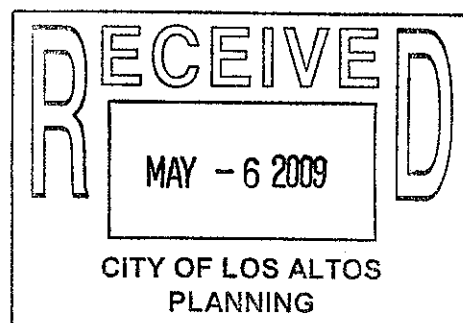 RECEIVED
MAY - 6 2009
CITY OF LOS ALTOS
PLANNING